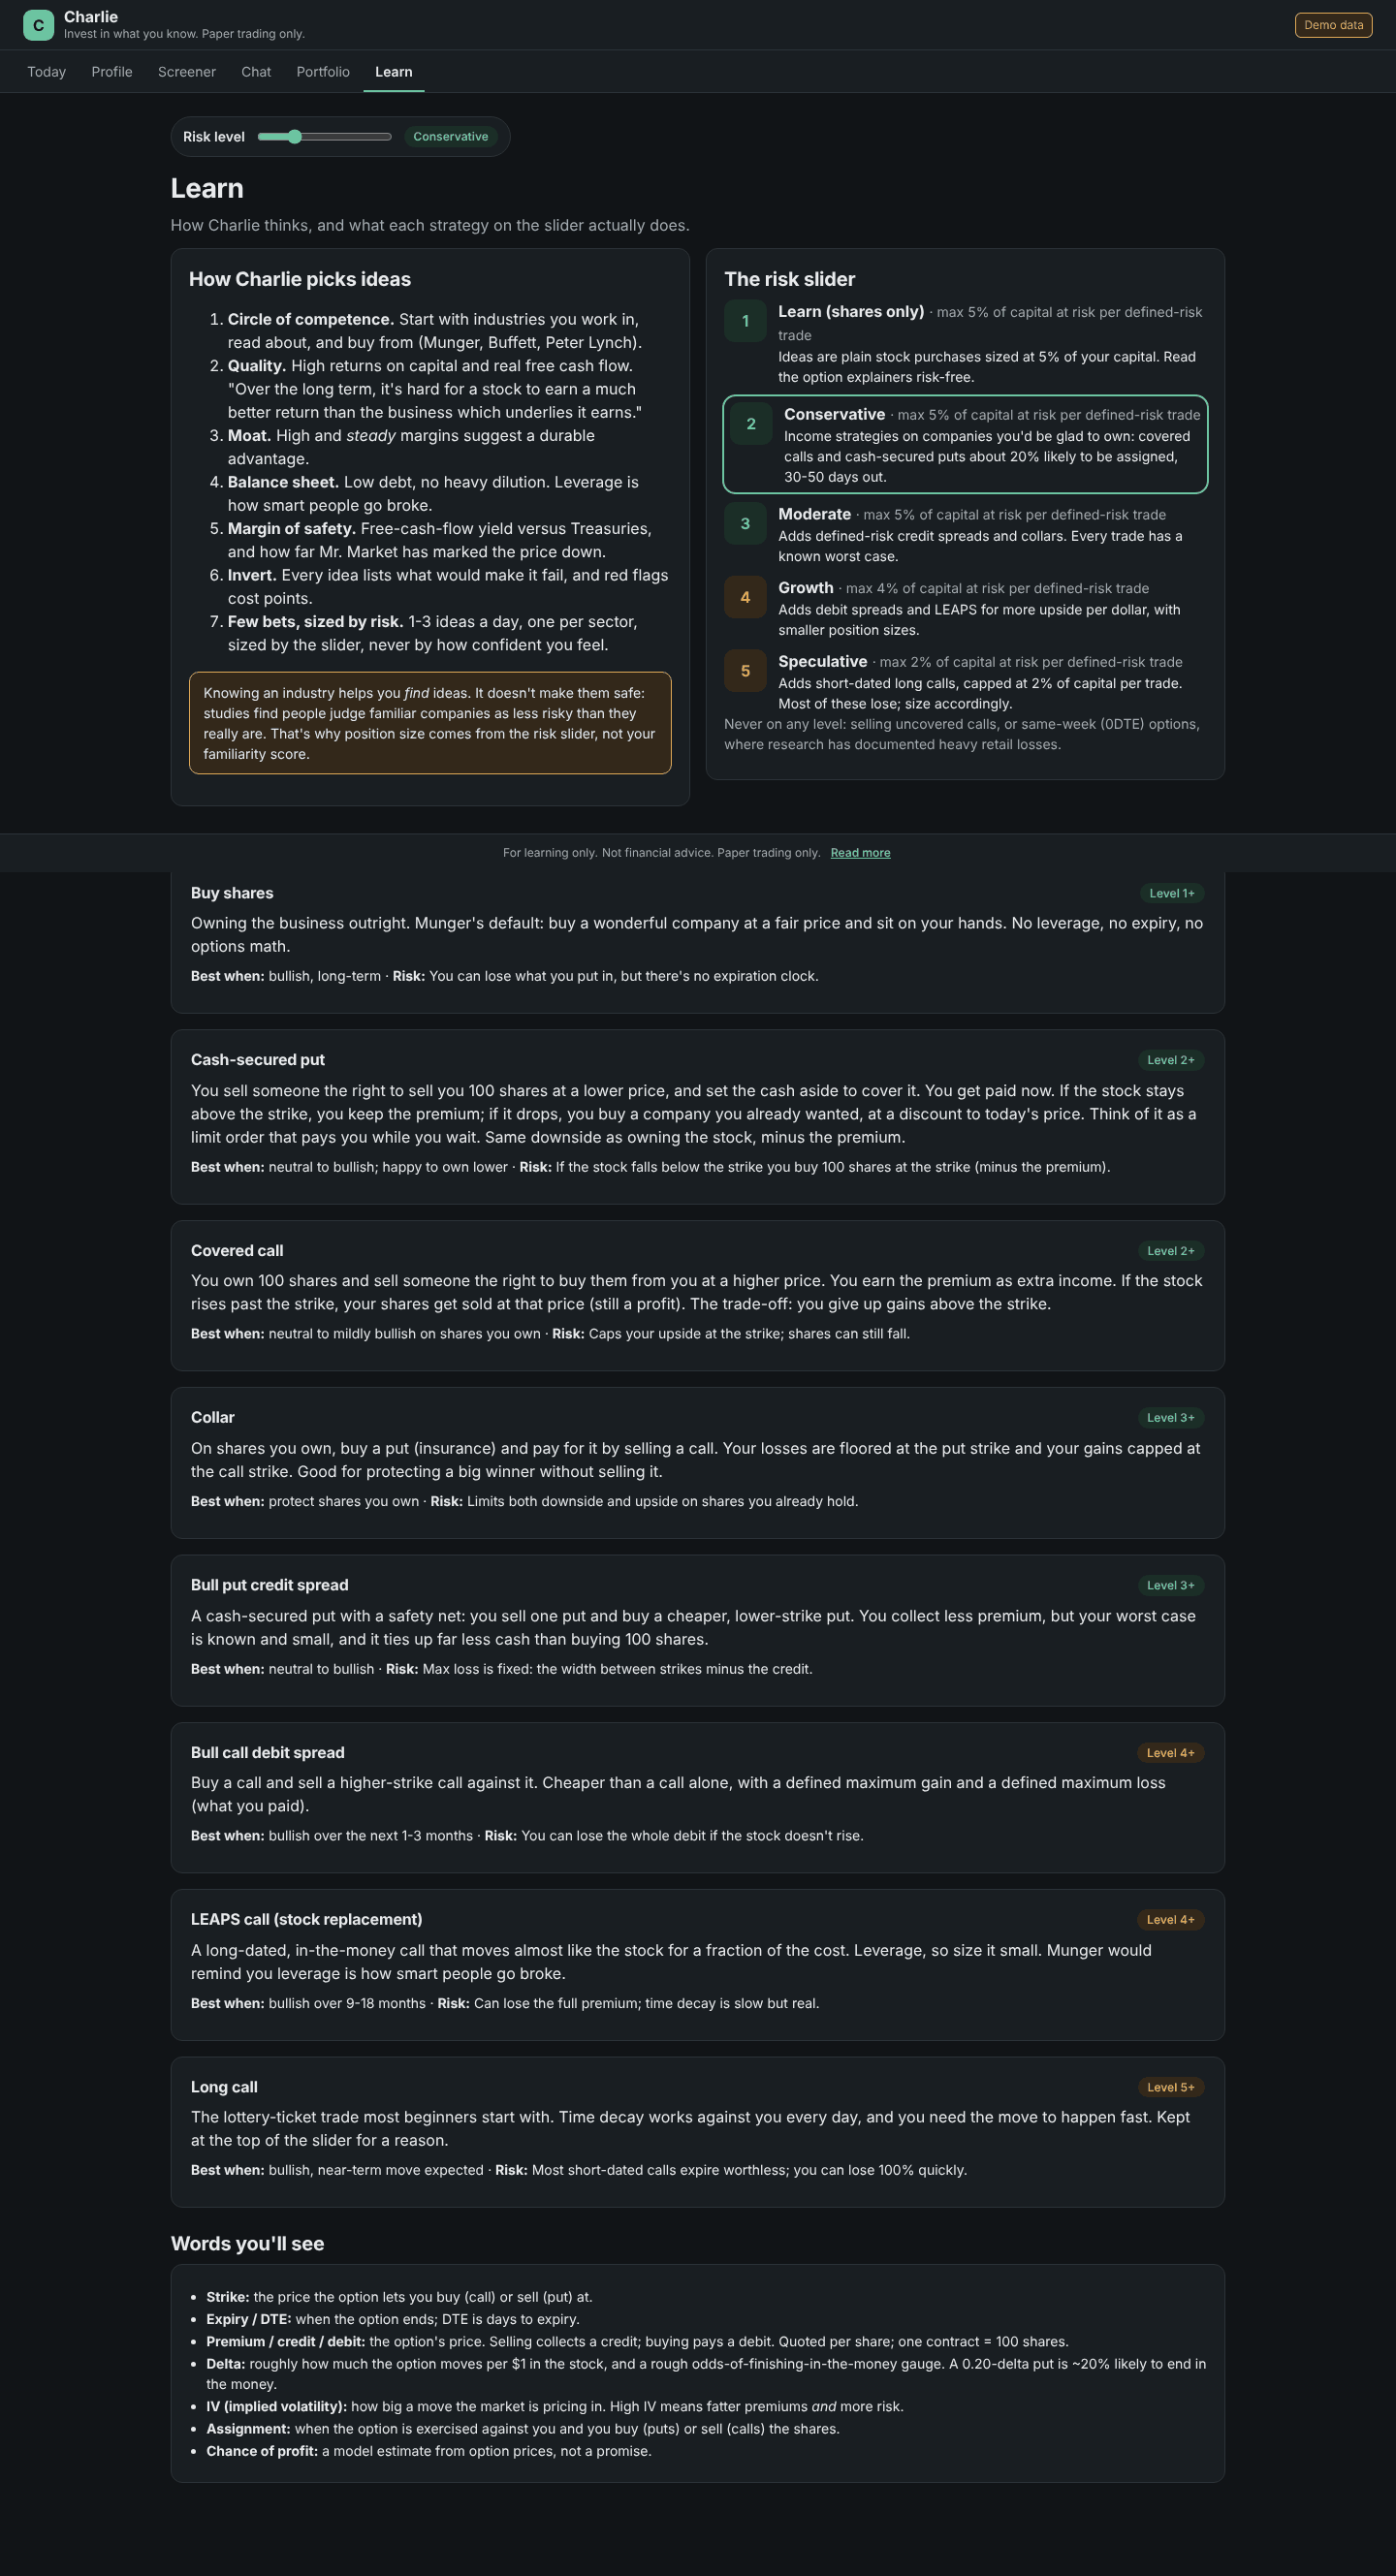 C
Charlie
Invest in what you know. Paper trading only.
Demo data
Today
Profile
Screener
Chat
Portfolio
Learn
Risk level
Conservative
Learn
How Charlie thinks, and what each strategy on the slider actually does.
How Charlie picks ideas
1. Circle of competence. Start with industries you work in,
read about, and buy from (Munger, Buffett, Peter Lynch).
2. Quality. High returns on capital and real free cash flow.
"Over the long term, it's hard for a stock to earn a much
better return than the business which underlies it earns."
3. Moat. High and steady margins suggest a durable
advantage.
4. Balance sheet. Low debt, no heavy dilution. Leverage is
how smart people go broke.
5. Margin of safety. Free-cash-flow yield versus Treasuries,
and how far Mr. Market has marked the price down.
6. Invert. Every idea lists what would make it fail, and red flags
cost points.
7. Few bets, sized by risk. 1-3 ideas a day, one per sector,
sized by the slider, never by how confident you feel.
Knowing an industry helps you find ideas. It doesn't make them safe:
studies find people judge familiar companies as less risky than they
really are. That's why position size comes from the risk slider, not your
familiarity score.
The risk slider
1
Learn (shares only) · max 5% of capital at risk per defined-risk
trade
Ideas are plain stock purchases sized at 5% of your capital. Read
the option explainers risk-free.
2
Conservative · max 5% of capital at risk per defined-risk trade
Income strategies on companies you'd be glad to own: covered
calls and cash-secured puts about 20% likely to be assigned,
30-50 days out.
3
Moderate · max 5% of capital at risk per defined-risk trade
Adds defined-risk credit spreads and collars. Every trade has a
known worst case.
4
Growth · max 4% of capital at risk per defined-risk trade
Adds debit spreads and LEAPS for more upside per dollar, with
smaller position sizes.
5
Speculative · max 2% of capital at risk per defined-risk trade
Adds short-dated long calls, capped at 2% of capital per trade.
Most of these lose; size accordingly.
Never on any level: selling uncovered calls, or same-week (0DTE) options,
where research has documented heavy retail losses.
For learning only. Not financial advice. Paper trading only. Read more
Buy shares
Level 1+
Owning the business outright. Munger's default: buy a wonderful company at a fair price and sit on your hands. No leverage, no expiry, no
options math.
Best when: bullish, long-term · Risk: You can lose what you put in, but there's no expiration clock.
Cash-secured put
Level 2+
You sell someone the right to sell you 100 shares at a lower price, and set the cash aside to cover it. You get paid now. If the stock stays
above the strike, you keep the premium; if it drops, you buy a company you already wanted, at a discount to today's price. Think of it as a
limit order that pays you while you wait. Same downside as owning the stock, minus the premium.
Best when: neutral to bullish; happy to own lower · Risk: If the stock falls below the strike you buy 100 shares at the strike (minus the premium).
Covered call
Level 2+
You own 100 shares and sell someone the right to buy them from you at a higher price. You earn the premium as extra income. If the stock
rises past the strike, your shares get sold at that price (still a profit). The trade-off: you give up gains above the strike.
Best when: neutral to mildly bullish on shares you own · Risk: Caps your upside at the strike; shares can still fall.
Collar
Level 3+
On shares you own, buy a put (insurance) and pay for it by selling a call. Your losses are floored at the put strike and your gains capped at
the call strike. Good for protecting a big winner without selling it.
Best when: protect shares you own · Risk: Limits both downside and upside on shares you already hold.
Bull put credit spread
Level 3+
A cash-secured put with a safety net: you sell one put and buy a cheaper, lower-strike put. You collect less premium, but your worst case
is known and small, and it ties up far less cash than buying 100 shares.
Best when: neutral to bullish · Risk: Max loss is fixed: the width between strikes minus the credit.
Bull call debit spread
Level 4+
Buy a call and sell a higher-strike call against it. Cheaper than a call alone, with a defined maximum gain and a defined maximum loss
(what you paid).
Best when: bullish over the next 1-3 months · Risk: You can lose the whole debit if the stock doesn't rise.
LEAPS call (stock replacement)
Level 4+
A long-dated, in-the-money call that moves almost like the stock for a fraction of the cost. Leverage, so size it small. Munger would
remind you leverage is how smart people go broke.
Best when: bullish over 9-18 months · Risk: Can lose the full premium; time decay is slow but real.
Long call
Level 5+
The lottery-ticket trade most beginners start with. Time decay works against you every day, and you need the move to happen fast. Kept
at the top of the slider for a reason.
Best when: bullish, near-term move expected · Risk: Most short-dated calls expire worthless; you can lose 100% quickly.
Words you'll see
• Strike: the price the option lets you buy (call) or sell (put) at.
• Expiry / DTE: when the option ends; DTE is days to expiry.
• Premium / credit / debit: the option's price. Selling collects a credit; buying pays a debit. Quoted per share; one contract = 100 shares.
• Delta: roughly how much the option moves per $1 in the stock, and a rough odds-of-finishing-in-the-money gauge. A 0.20-delta put is ~20% likely to end in
the money.
• IV (implied volatility): how big a move the market is pricing in. High IV means fatter premiums and more risk.
• Assignment: when the option is exercised against you and you buy (puts) or sell (calls) the shares.
• Chance of profit: a model estimate from option prices, not a promise.